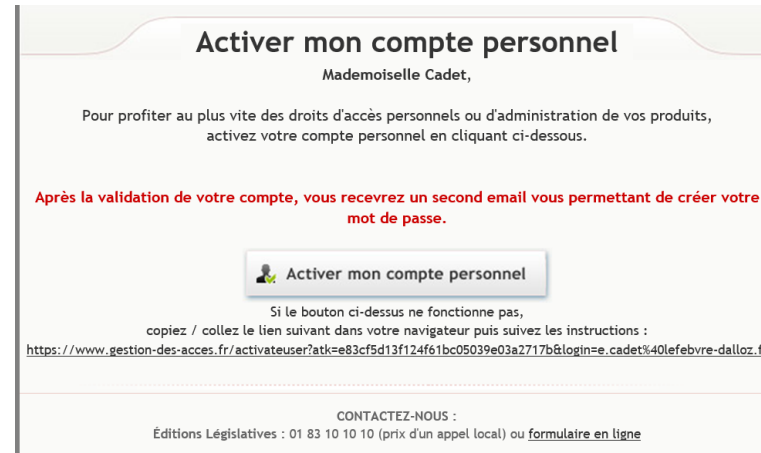 Activer mon compte personnel
Mademoiselle Cadet,
Pour profiter au plus vite des droits d'accès personnels ou d'administration de vos produits,
activez votre compte personnel en cliquant ci-dessous.
Après la validation de votre compte, vous recevrez un second email vous permettant de créer votre
mot de passe.
Activer mon compte personnel
Si le bouton ci-dessus ne fonctionne pas,
copiez / collez le lien suivant dans votre navigateur puis suivez les instructions :
https://www.gestion-des-acces.fr/activateuser?atk=e83cf5d13f124f61bc05039e03a2717b&login=e.cadet%40lefebvre-dalloz.f
CONTACTEZ-NOUS :
Éditions Législatives : 01 83 10 10 10 (prix d'un appel local) ou formulaire en ligne